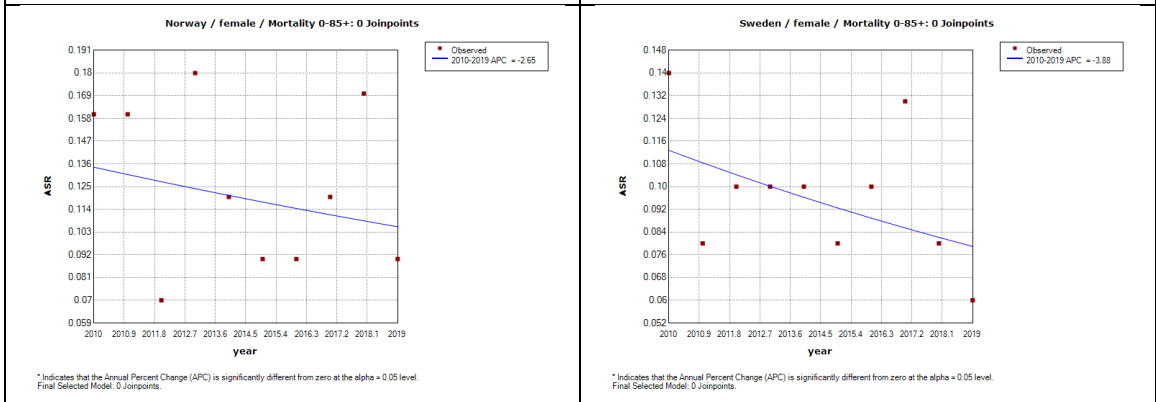 Norway / female / Mortality 0-85+: 0 Joinpoints
0.191
0.18
0.169
0.158
0.147
0.136
0.125
0.114
0.103
0.092
0.081
0.07
0.059
ASR
2010 2010.9 2011.8 2012.7 2013.6 2014.5 2015.4 2016.3 2017.2 2018.1 2019
year
Observed
2010-2019 APC = -2.65
* Indicates that the Annual Percent Change (APC) is significantly different from zero at the alpha = 0.05 level.
Final Selected Model: 0 Joinpoints.
Sweden / female / Mortality 0-85+: 0 Joinpoints
0.148
0.14
0.132
0.124
0.116
0.108
0.10
0.092
0.084
0.076
0.068
0.06
0.052
ASR
2010 2010.9 2011.8 2012.7 2013.6 2014.5 2015.4 2016.3 2017.2 2018.1 2019
year
Observed
2010-2019 APC = -3.88
* Indicates that the Annual Percent Change (APC) is significantly different from zero at the alpha = 0.05 level.
Final Selected Model: 0 Joinpoints.